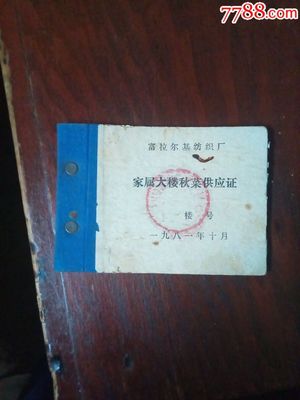 7788.com
富拉尔基纺织厂
家属大楼秋菜供应证
楼 号
一九八一年十月